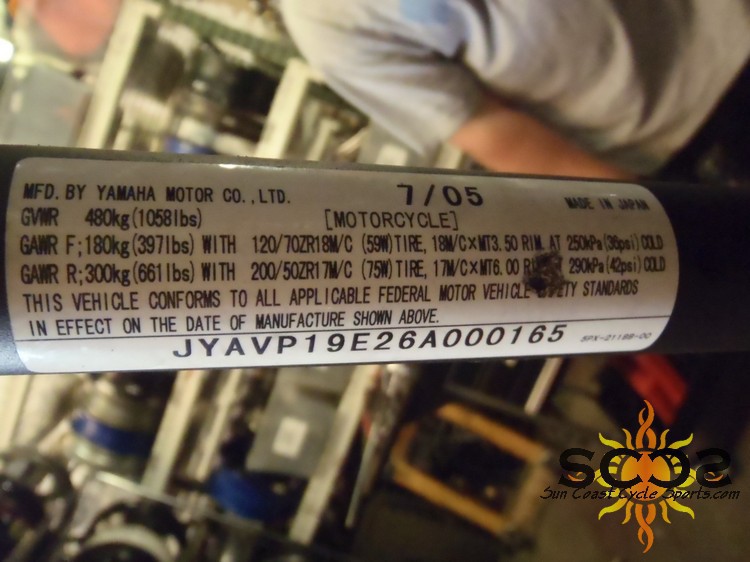 MFD. BY YAMAHA MOTOR CO., LTD. 7/05 MADE IN JAPAN
GVWR 480kg(1058lbs) [MOTORCYCLE]
GAWR F;180kg(397lbs) WITH 120/70ZR18M/C (59W)TIRE, 18M/C×MT3.50 RIM AT 250kPa(36psi)COLD
GAWR R;300kg(661lbs) WITH 200/50ZR17M/C (75W)TIRE, 17M/C×MT6.00 290kPa(42psi)COLD
THIS VEHICLE CONFORMS TO ALL APPLICABLE FEDERAL MOTOR VEHICLE STANDARDS
IN EFFECT ON THE DATE OF MANUFACTURE SHOWN ABOVE.
JYAVP19E26A000165 5PX-2118B-00
SCCS
Sun Coast Cycle Sports.com